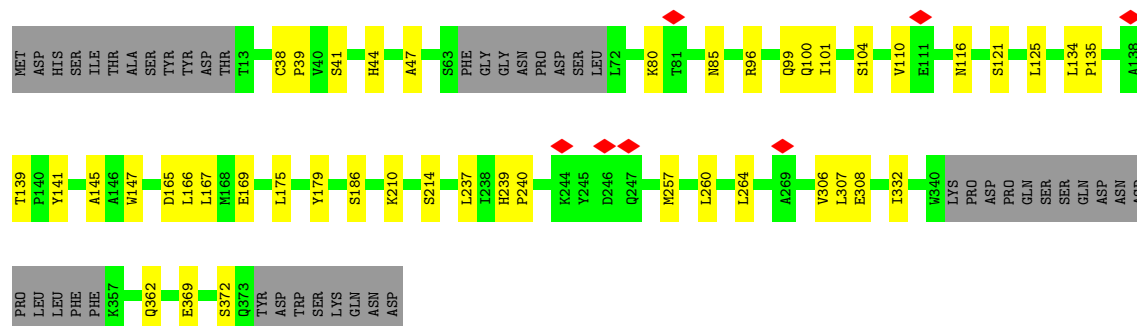 MET ASP HIS SER ILE THR ALA SER TYR TYR ASP THR T13 C38 P39 V40 S41 H44 A47 S63 PHE GLY GLY ASN PRO ASP SER LEU L72 K80 T81 N85 R96 Q99 Q100 I101 S104 V110 E111 N116 S121 L125 L134 P135 A138
T139 P140 Y141 A145 A146 W147 D165 L166 L167 M168 E169 L175 Y179 S186 K210 S214 L237 I238 H239 P240 K244 Y245 D246 Q247 M257 L260 L264 A269 V306 L307 E308 I332 W340 LYS PRO ASP PRO GLN SER SER GLN ASP ASN ASP
PRO LEU LEU PHE PHE K357 Q362 E369 S372 Q373 TYR ASP TRP SER LYS GLN ASN ASP